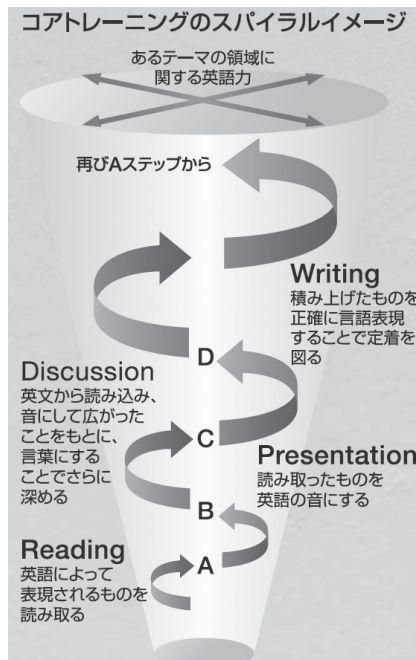 コアトレーニングのスパイラルイメージ
あるテーマの領域に
関する英語力
再びAステップから
Writing
積み上げたものを
正確に言語表現
することで定着を
図る
D
Discussion
英文から読み込み、
音にして広がった
ことをもとに、
言葉にする
ことでさらに
深める
C
Presentation
読み取ったものを
英語の音にする
B
Reading
英語によって
表現されるものを
読み取る
A